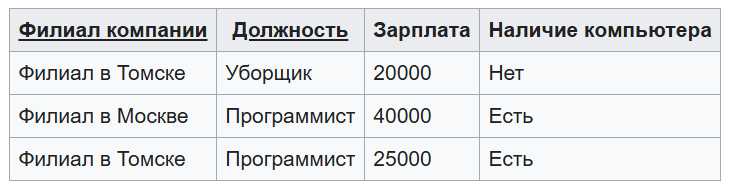 Филиал компании Должность Зарплата Наличие компьютера
Филиал в Томске Уборщик 20000 Нет
Филиал в Москве Программист 40000 Есть
Филиал в Томске Программист 25000 Есть